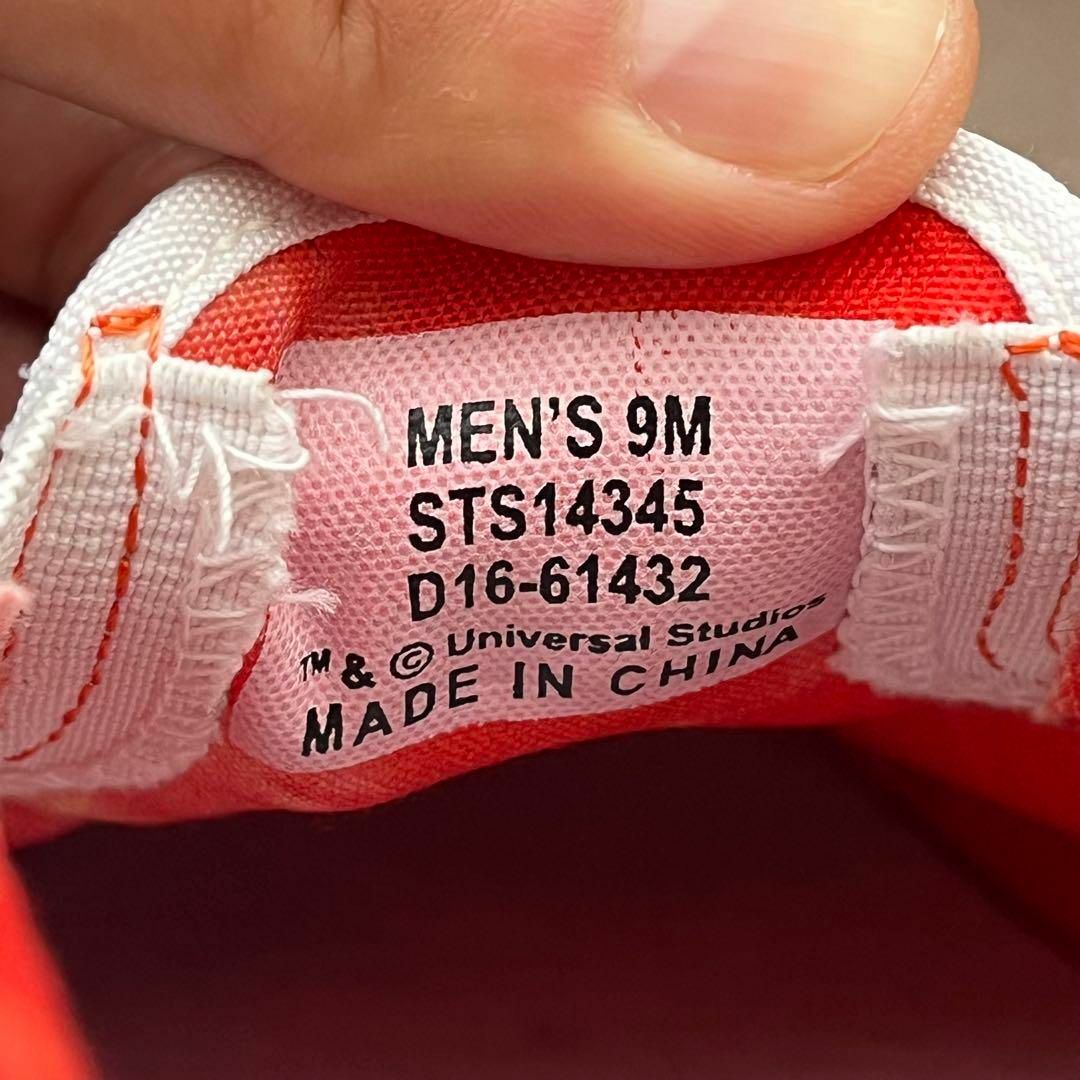 MEN'S 9M
STS14345
D16-61432
™ & © Universal Studios
MADE IN CHINA